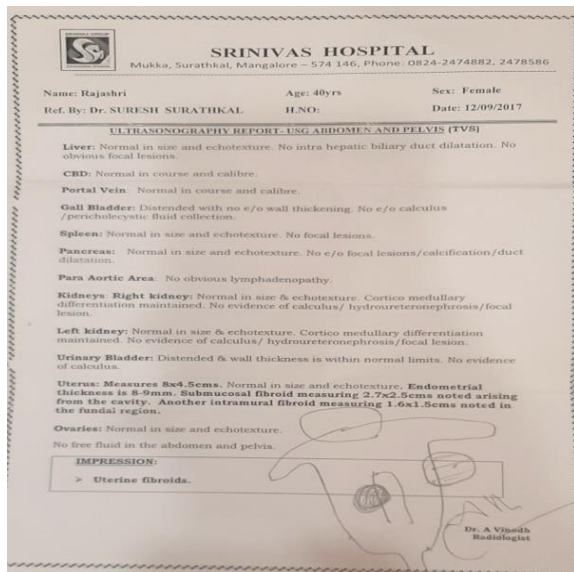 SRINIVAS HOSPITAL
Mukka, Surathkal, Mangalore – 574 146, Phone: 0824-2474882, 2478586
Name: Rajashri Age: 40yrs Sex: Female
Ref. By: Dr. SURESH SURATHKAL H.NO: Date: 12/09/2017
ULTRASONOGRAPHY REPORT- USG ABDOMEN AND PELVIS (TVS)
Liver: Normal in size and echotexture. No intra hepatic biliary duct dilatation. No
obvious focal lesions.
CBD: Normal in course and calibre.
Portal Vein: Normal in course and calibre.
Gall Bladder: Distended with no e/o wall thickening. No e/o calculus
/pericholecystic fluid collection.
Spleen: Normal in size and echotexture. No focal lesions.
Pancreas: Normal in size and echotexture. No e/o focal lesions/calcification/duct
dilatation.
Para Aortic Area: No obvious lymphadenopathy.
Kidneys: Right kidney: Normal in size & echotexture. Cortico medullary
differentiation maintained. No evidence of calculus/ hydroureteronephrosis/focal
lesion.
Left kidney: Normal in size & echotexture. Cortico medullary differentiation
maintained. No evidence of calculus/ hydroureteronephrosis/focal lesion.
Urinary Bladder: Distended & wall thickness is within normal limits. No evidence
of calculus.
Uterus: Measures 8x4.5cms. Normal in size and echotexture. Endometrial
thickness is 8-9mm. Submucosal fibroid measuring 2.7x2.5cms noted arising
from the cavity. Another intramural fibroid measuring 1.6x1.5cms noted in
the fundal region.
Ovaries: Normal in size and echotexture.
No free fluid in the abdomen and pelvis.
IMPRESSION:
➢ Uterine fibroids.
Dr. A Vinodh
Radiologist